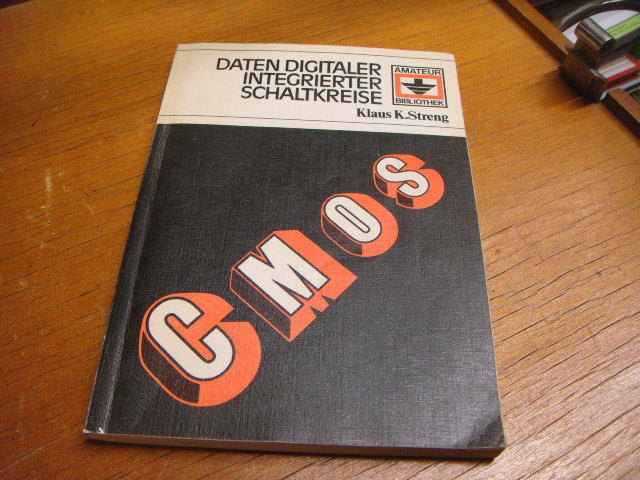 DATEN DIGITALER
INTEGRIERTER
SCHALTKREISE
AMATEUR
BIBLIOTHEK
Klaus K.Streng
CMOS